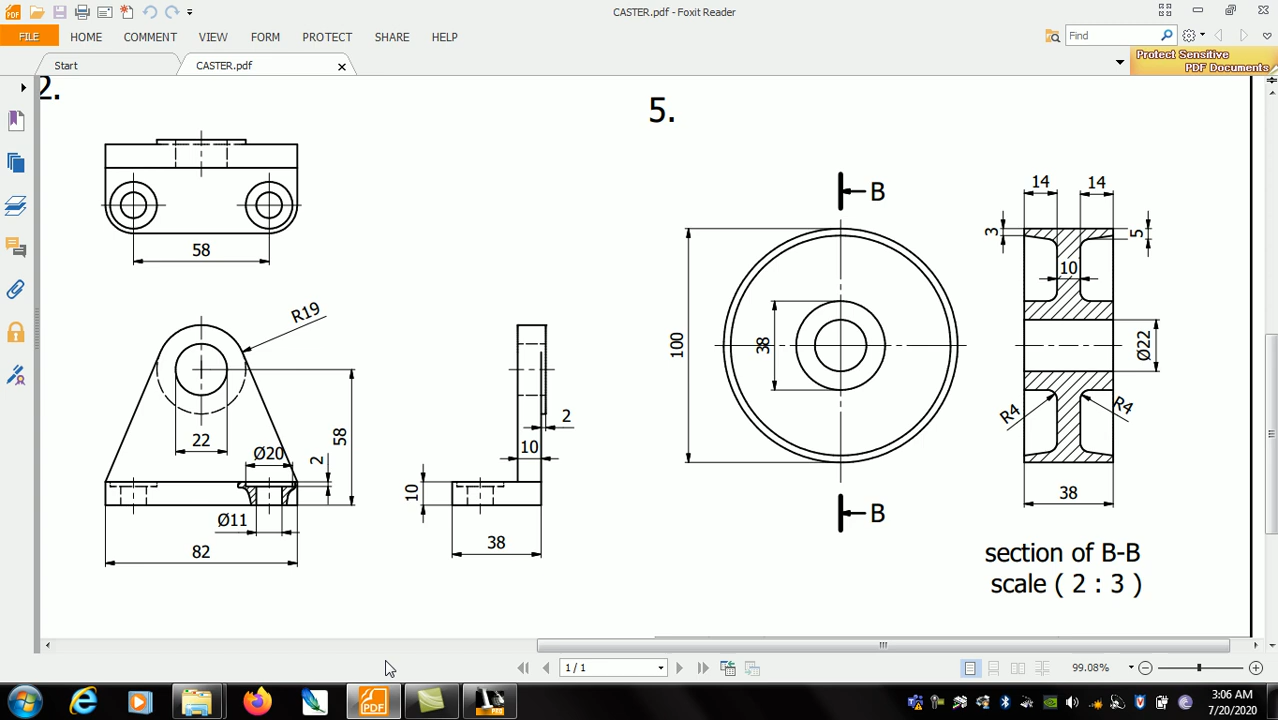 CASTER.pdf - Foxit Reader
FILE HOME COMMENT VIEW FORM PROTECT SHARE HELP
Find
Start
CASTER.pdf
Protect Sensitive
PDF Documents
2.
58
R19
22
Ø20
2
58
Ø11
82
2
10
10
38
5.
B
100
38
B
14
14
3
5
10
Ø22
R4
R4
38
section of B-B
scale ( 2 : 3 )
1 / 1
99.08%
PDF
3:06 AM
7/20/2020